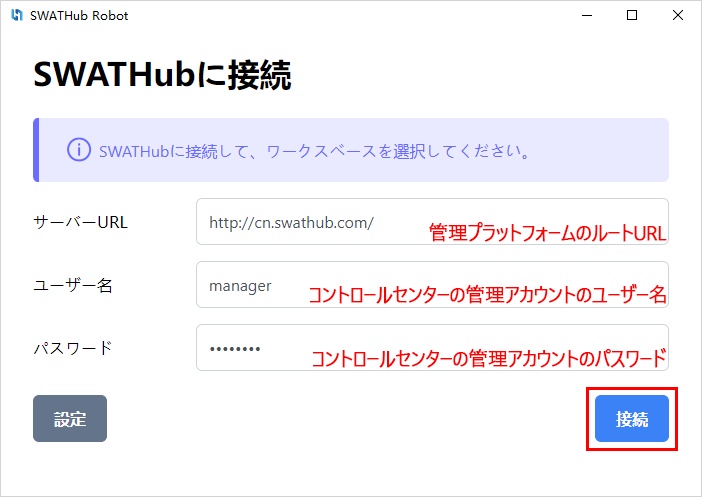 SWATHub Robot
SWATHubに接続
SWATHubに接続して、ワークスペースを選択してください。
サーバーURL
http://cn.swathub.com/
管理プラットフォームのルートURL
ユーザー名
manager
コントロールセンターの管理アカウントのユーザー名
パスワード
••••••••
コントロールセンターの管理アカウントのパスワード
設定
接続